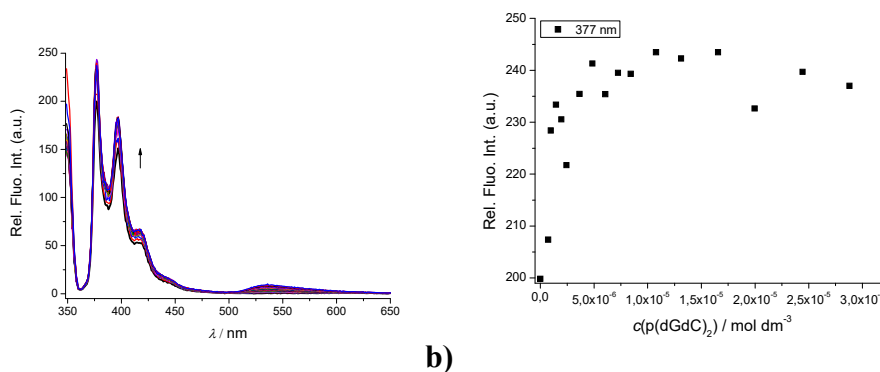 250
200
150
100
50
0
Rel. Fluo. Int. (a.u.)
350 400 450 500 550 600 650
λ / nm
b)
377 nm
250
240
230
220
210
200
Rel. Fluo. Int. (a.u.)
0,0 5,0x10⁻⁶ 1,0x10⁻⁵ 1,5x10⁻⁵ 2,0x10⁻⁵ 2,5x10⁻⁵ 3,0x10⁻⁵
c(p(dGdC)₂) / mol dm⁻³